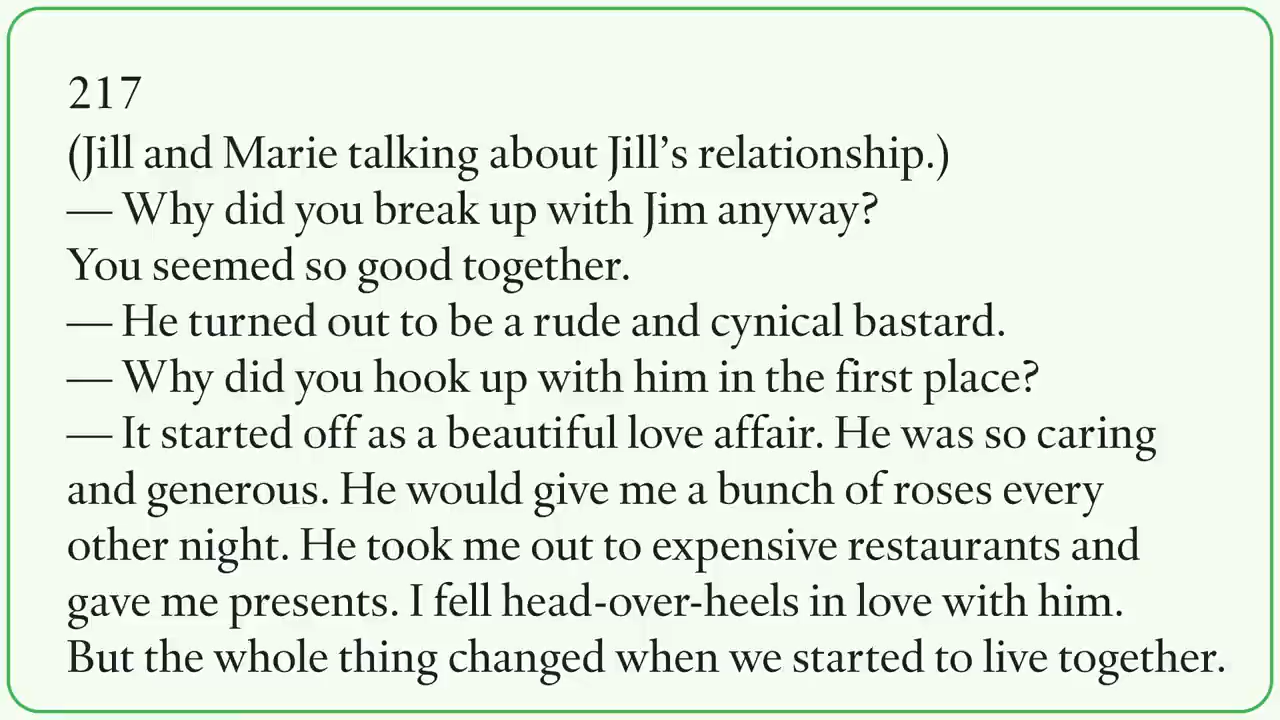 217
(Jill and Marie talking about Jill’s relationship.)
— Why did you break up with Jim anyway?
You seemed so good together.
— He turned out to be a rude and cynical bastard.
— Why did you hook up with him in the first place?
— It started off as a beautiful love affair. He was so caring
and generous. He would give me a bunch of roses every
other night. He took me out to expensive restaurants and
gave me presents. I fell head-over-heels in love with him.
But the whole thing changed when we started to live together.